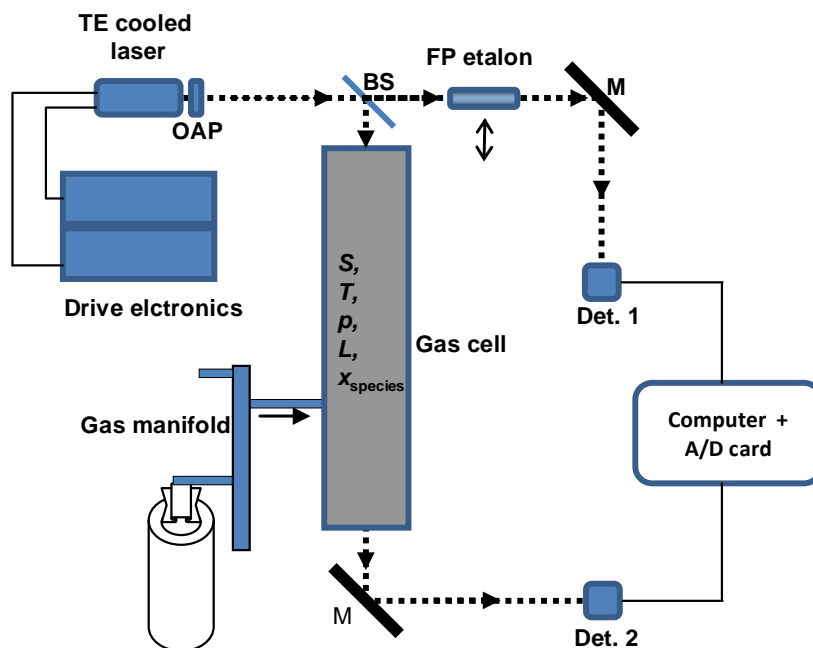 TE cooled
laser
OAP
BS
FP etalon
M
Drive elctronics
S,
T,
p,
L,
xspecies
Gas cell
Det. 1
Gas manifold
Computer +
A/D card
M
Det. 2